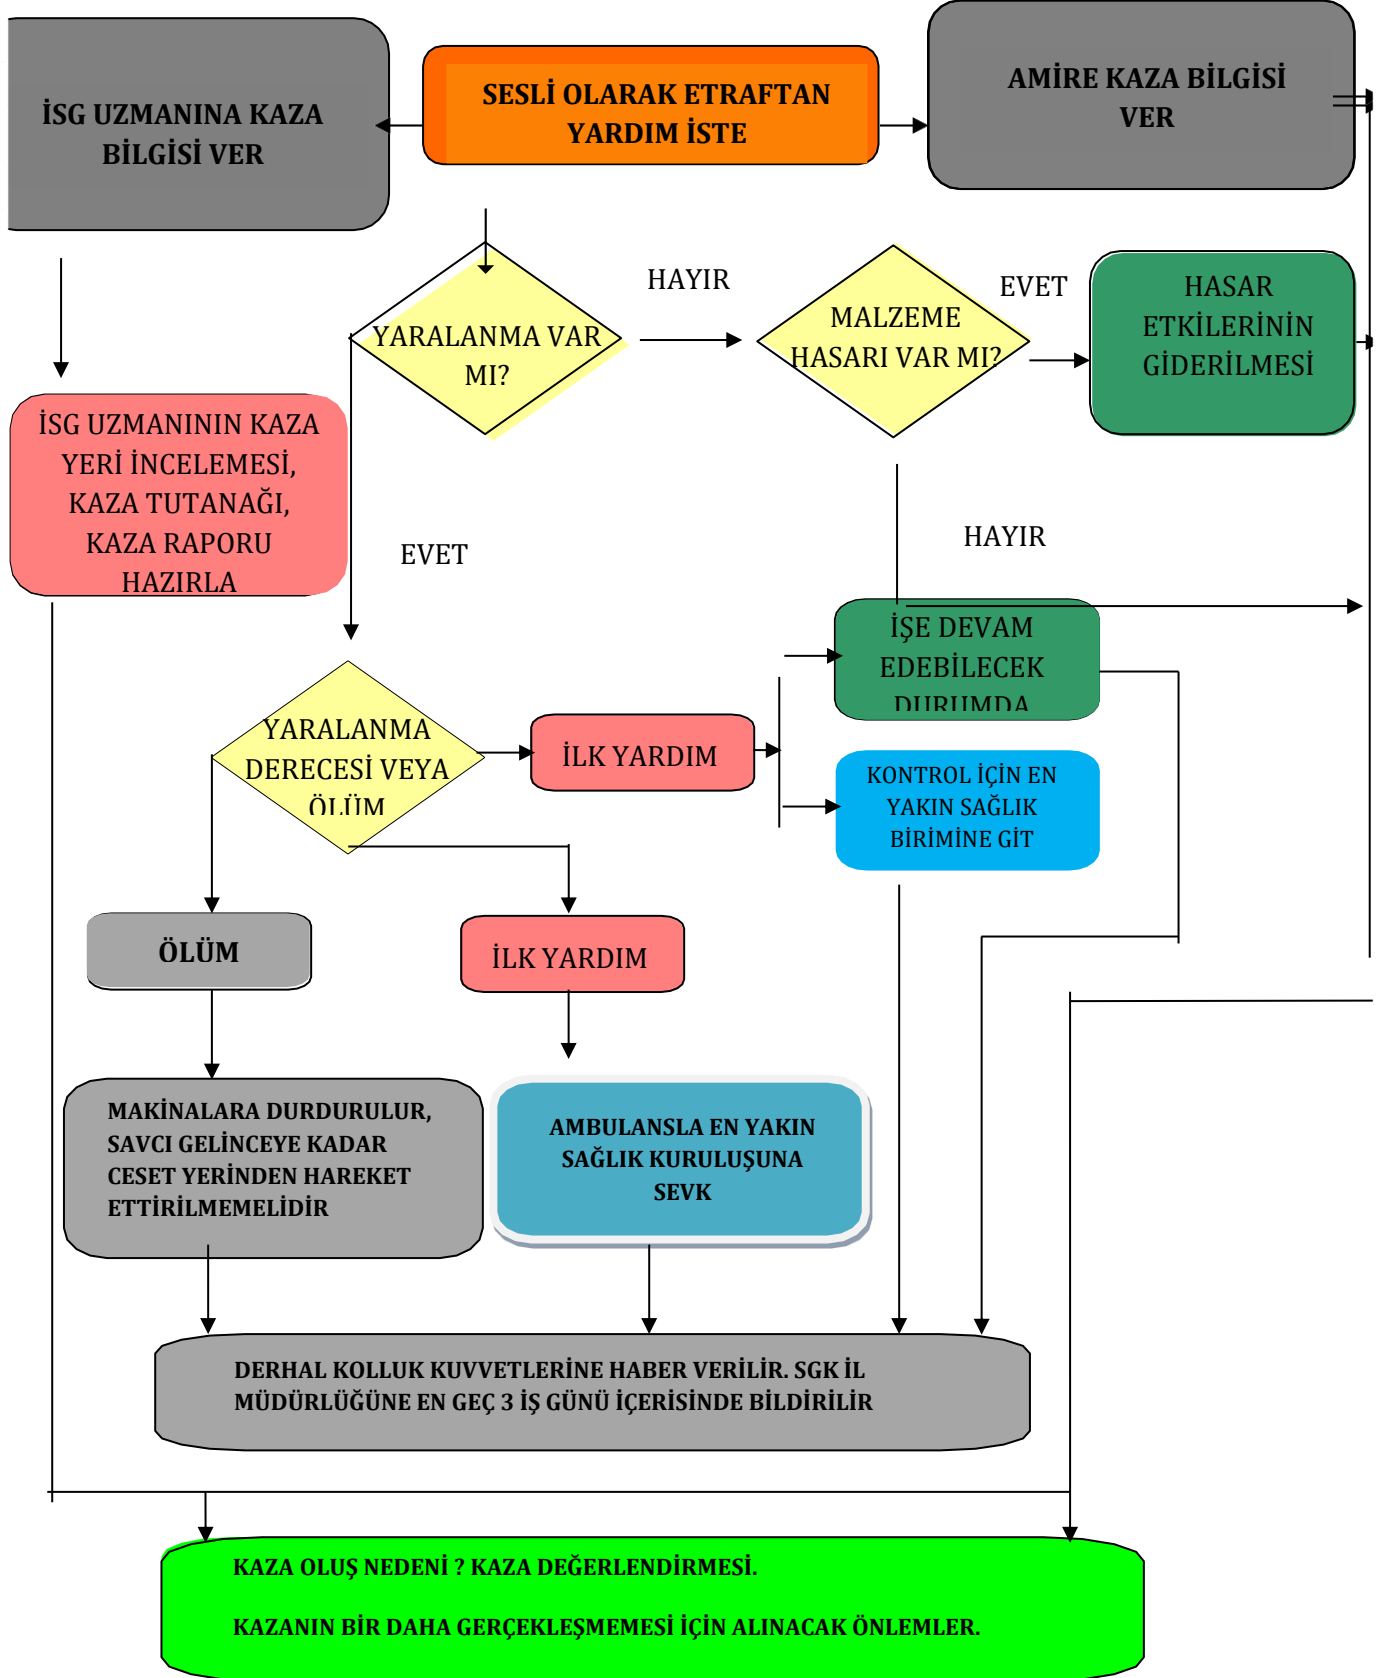 İSG UZMANINA KAZA
BİLGİSİ VER
SESLİ OLARAK ETRAFTAN
YARDIM İSTE
AMİRE KAZA BİLGİSİ
VER
YARALANMA VAR
MI?
HAYIR
MALZEME
HASARI VAR MI?
EVET
HASAR
ETKİLERİNİN
GİDERİLMESİ
İSG UZMANININ KAZA
YERİ İNCELEMESİ,
KAZA TUTANAĞI,
KAZA RAPORU
HAZIRLA
EVET
HAYIR
İŞE DEVAM
EDEBİLECEK
DURUMDA
YARALANMA
DERECESİ VEYA
ÖLÜM
İLK YARDIM
KONTROL İÇİN EN
YAKIN SAĞLIK
BİRİMİNE GİT
ÖLÜM
İLK YARDIM
MAKİNALARA DURDURULUR,
SAVCI GELİNCEYE KADAR
CESET YERİNDEN HAREKET
ETTİRİLMEMELİDİR
AMBULANSLA EN YAKIN
SAĞLIK KURULUŞUNA
SEVK
DERHAL KOLLUK KUVVETLERİNE HABER VERİLİR. SGK İL
MÜDÜRLÜĞÜNE EN GEÇ 3 İŞ GÜNÜ İÇERİSİNDE BİLDİRİLİR
KAZA OLUŞ NEDENİ ? KAZA DEĞERLENDİRMESİ.
KAZANIN BİR DAHA GERÇEKLEŞMEMESİ İÇİN ALINACAK ÖNLEMLER.